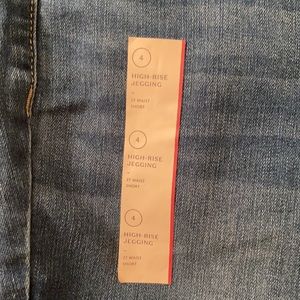 4
HIGH-RISE
JEGGING
-
27 WAIST
SHORT
4
HIGH-RISE
JEGGING
-
27 WAIST
SHORT
4
HIGH-RISE
JEGGING
-
27 WAIST
SHORT